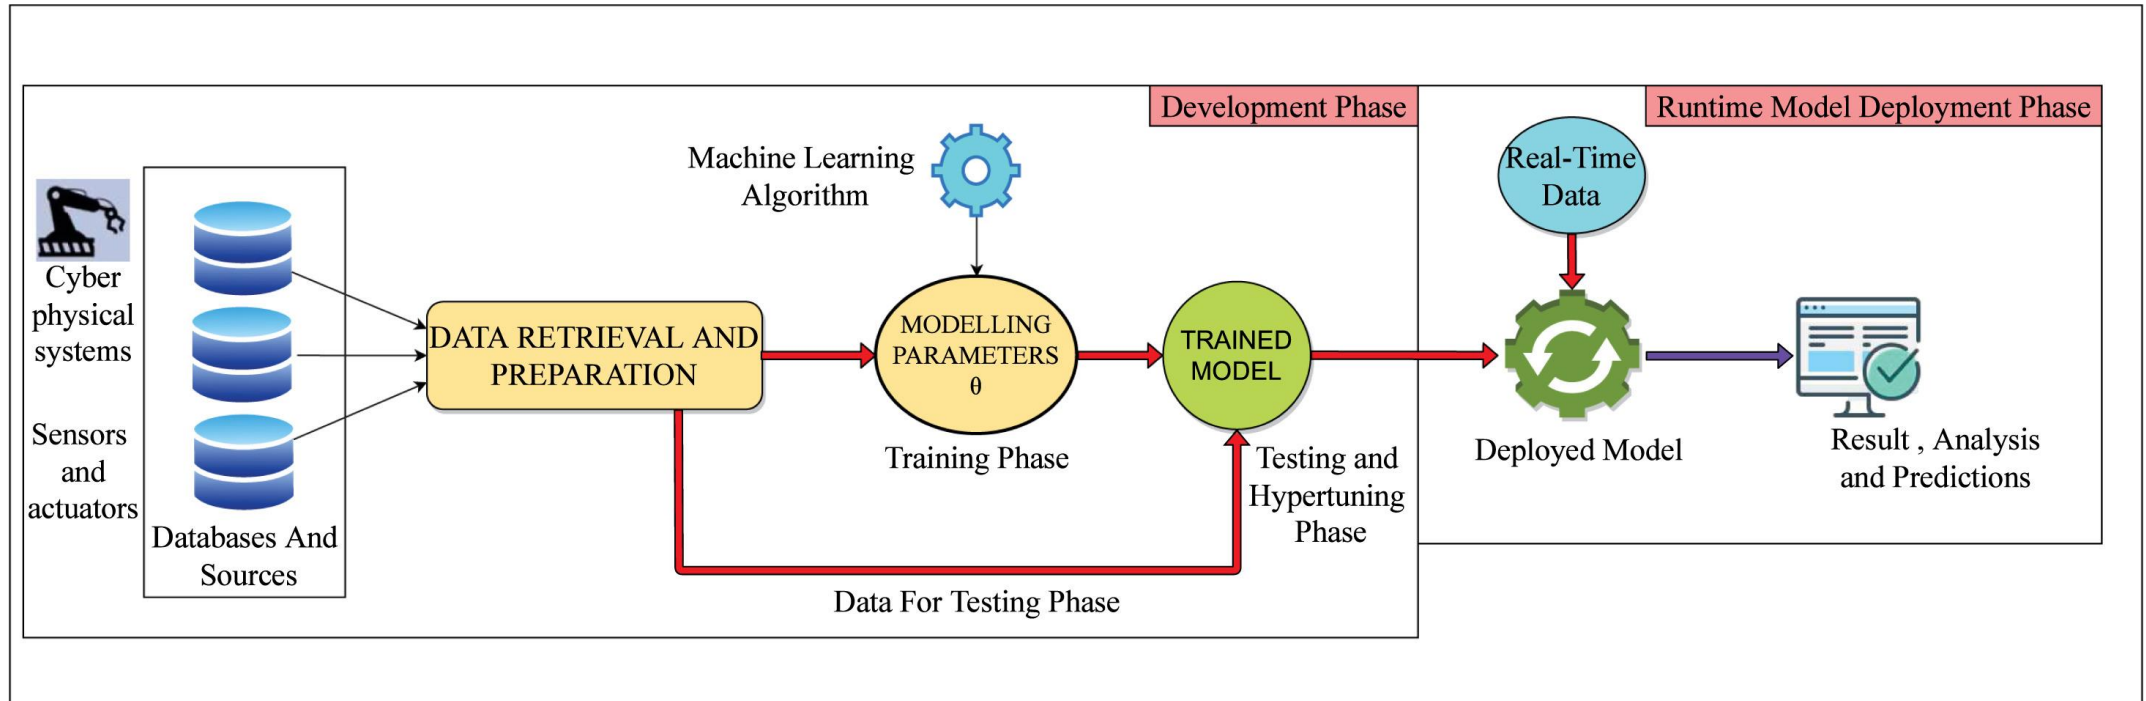 Development Phase
Runtime Model Deployment Phase
Machine Learning
Algorithm
Real-Time
Data
Cyber
physical
systems
Sensors
and
actuators
Databases And
Sources
DATA RETRIEVAL AND
PREPARATION
MODELLING
PARAMETERS
θ
Training Phase
TRAINED
MODEL
Testing and
Hypertuning
Phase
Data For Testing Phase
Deployed Model
Result , Analysis
and Predictions